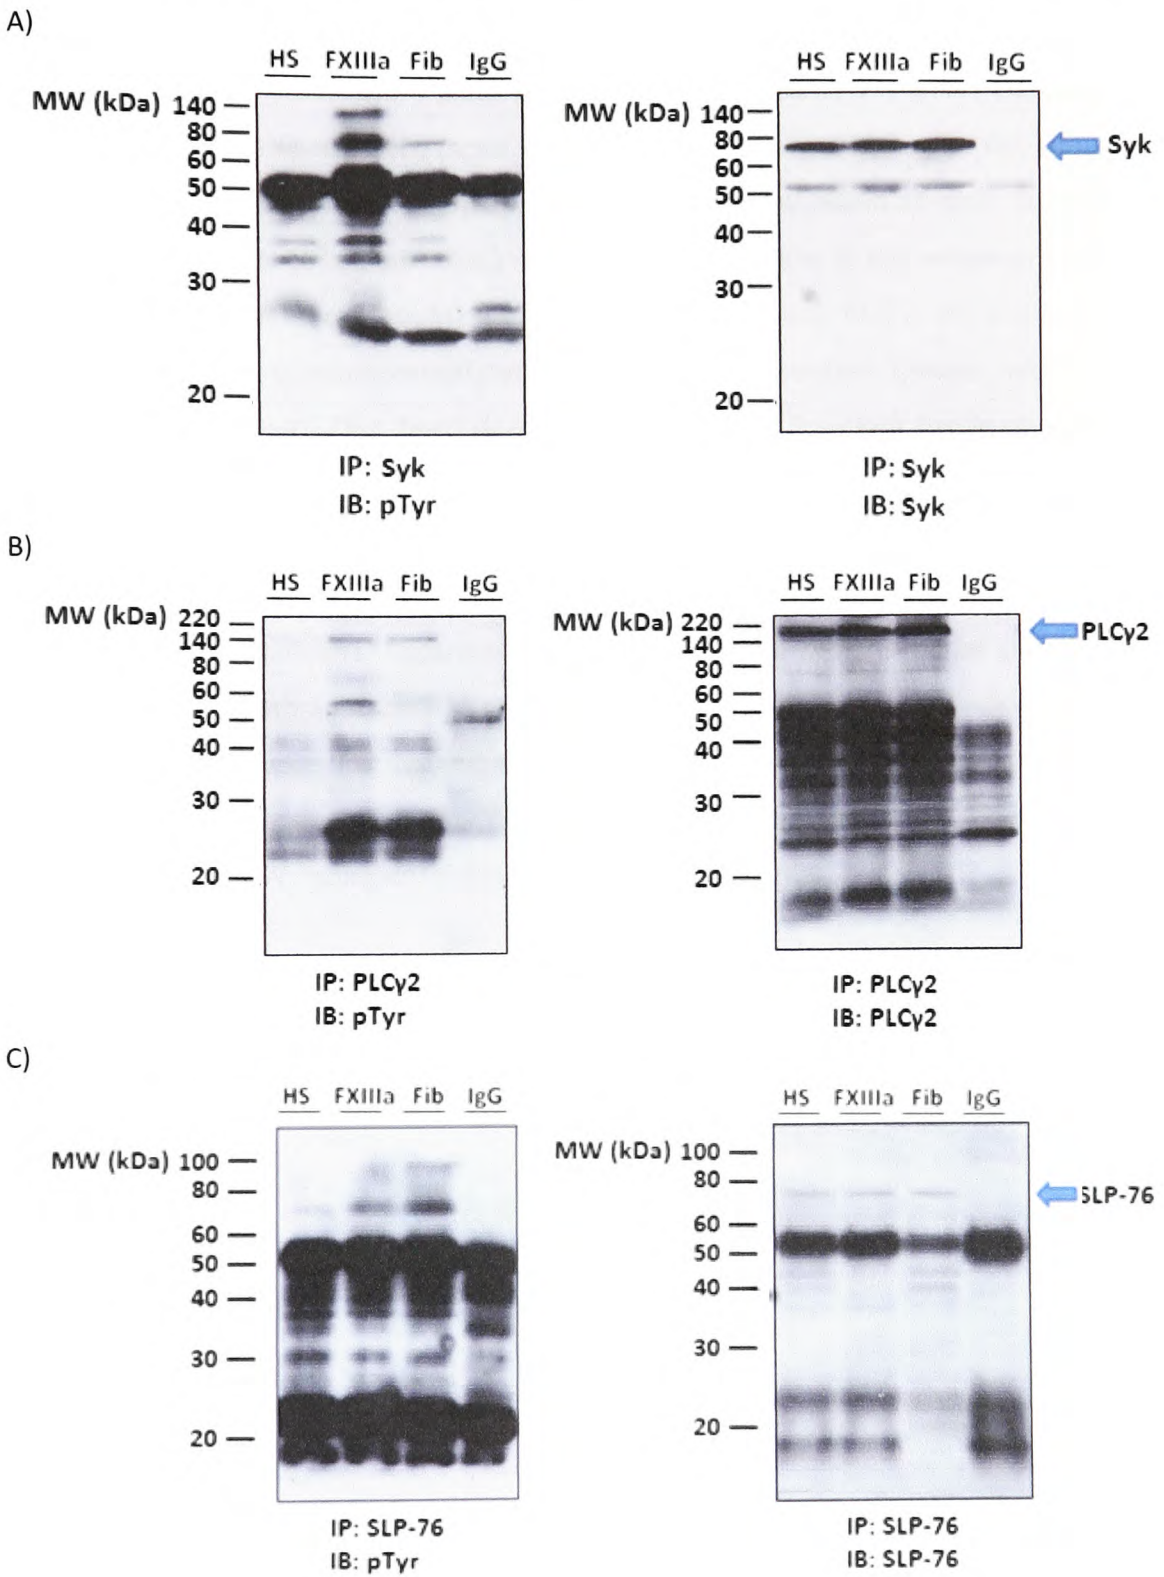 A)
HS FXIIIa Fib IgG
MW (kDa) 140
80
60
50
40
30
20
IP: Syk
IB: pTyr
HS FXIIIa Fib IgG
MW (kDa) 140
80
60
50
40
30
20
Syk
IP: Syk
IB: Syk
B)
HS FXIIIa Fib IgG
MW (kDa) 220
140
80
60
50
40
30
20
IP: PLCγ2
IB: pTyr
HS FXIIIa Fib IgG
MW (kDa) 220
140
80
60
50
40
30
20
PLCγ2
IP: PLCγ2
IB: PLCγ2
C)
HS FXIIIa Fib IgG
MW (kDa) 100
80
60
50
40
30
20
IP: SLP-76
IB: pTyr
HS FXIIIa Fib IgG
MW (kDa) 100
80
60
50
40
30
20
SLP-76
IP: SLP-76
IB: SLP-76